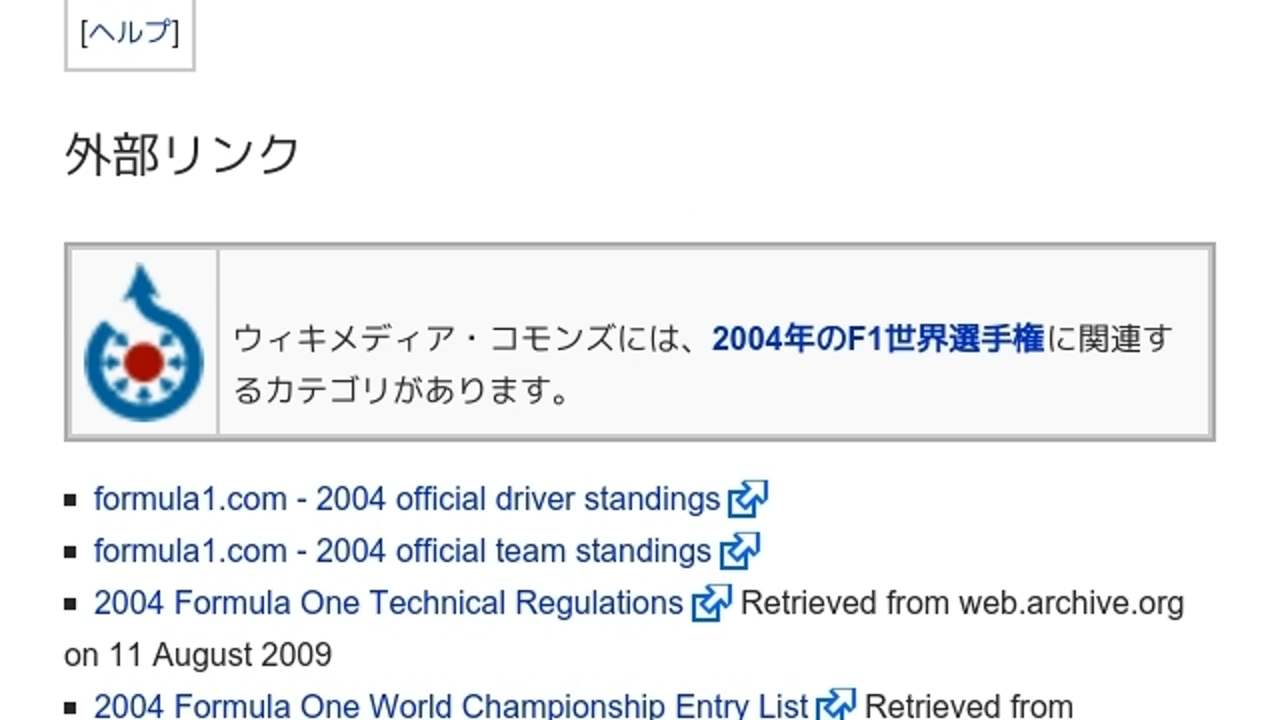 [ヘルプ]
外部リンク
ウィキメディア・コモンズには、2004年のF1世界選手権に関連す
るカテゴリがあります。
formula1.com - 2004 official driver standings
formula1.com - 2004 official team standings
2004 Formula One Technical Regulations Retrieved from web.archive.org
on 11 August 2009
2004 Formula One World Championship Entry List Retrieved from